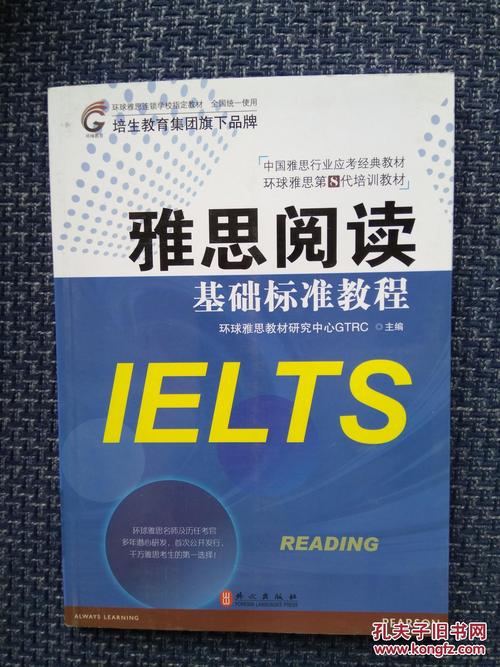 环球雅思连锁学校指定教材 全国统一使用
培生教育集团旗下品牌
中国雅思行业应考经典教材
环球雅思第8代培训教材
雅思阅读
基础标准教程
环球雅思教材研究中心GTRC ◎ 主编
IELTS
环球雅思名师及历任考官
多年潜心研发，首次公开发行，
千万雅思考生的第一选择！
READING
外文出版社
FOREIGN LANGUAGES PRESS
ALWAYS LEARNING
孔夫子旧书网
www.kongfz.com